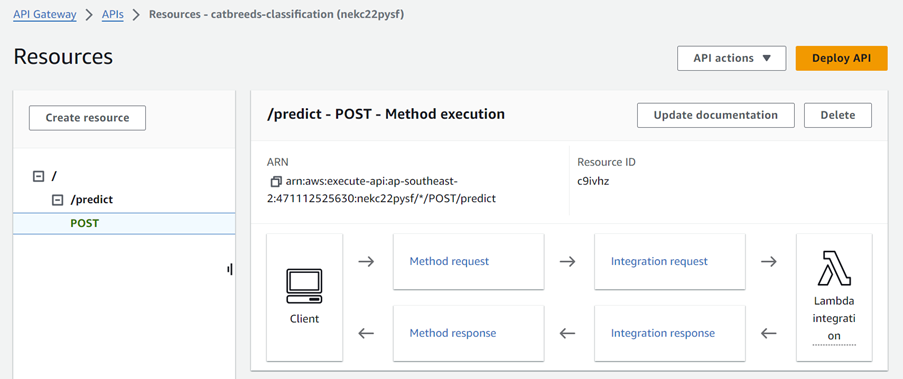 API Gateway > APIs > Resources - catbreeds-classification (nekc22pysf)
Resources
API actions ▼
Deploy API
Create resource
/
/predict
POST
/predict - POST - Method execution
Update documentation
Delete
ARN
arn:aws:execute-api:ap-southeast-
2:471112525630:nekc22pysf/*/POST/predict
Resource ID
c9ivhz
Client
Method request
Integration request
Method response
Integration response
Lambda
integrati
on